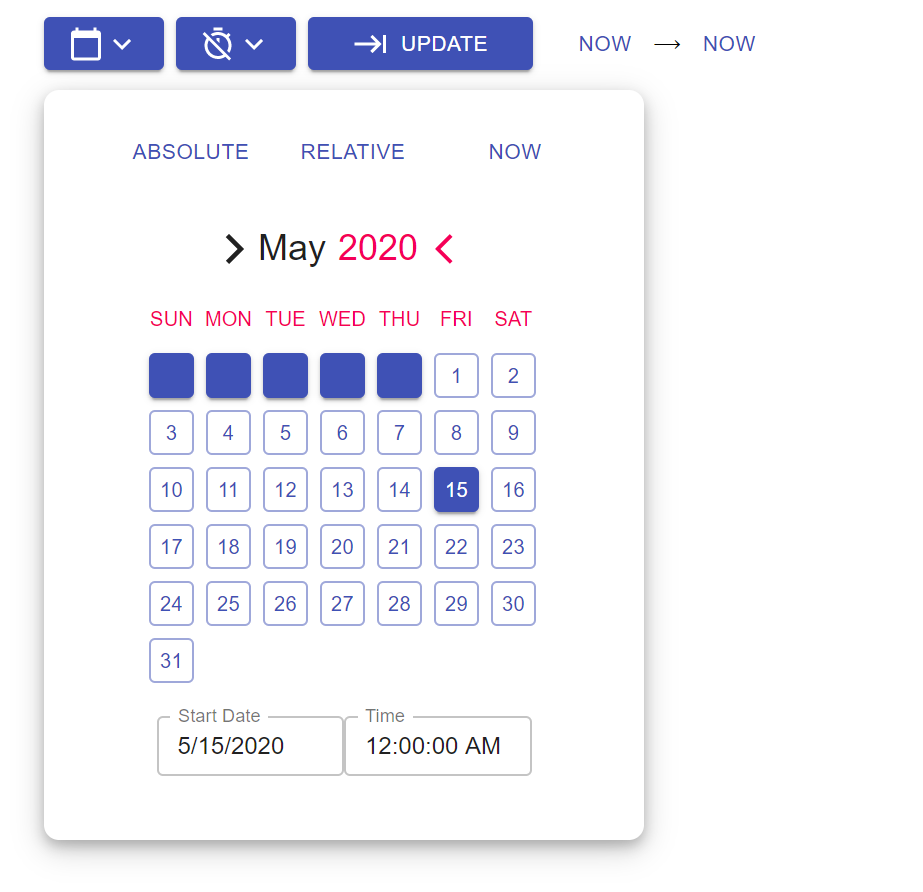 UPDATE NOW → NOW
ABSOLUTE RELATIVE NOW
May 2020
SUN MON TUE WED THU FRI SAT
1 2
3 4 5 6 7 8 9
10 11 12 13 14 15 16
17 18 19 20 21 22 23
24 25 26 27 28 29 30
31
Start Date Time
5/15/2020 12:00:00 AM